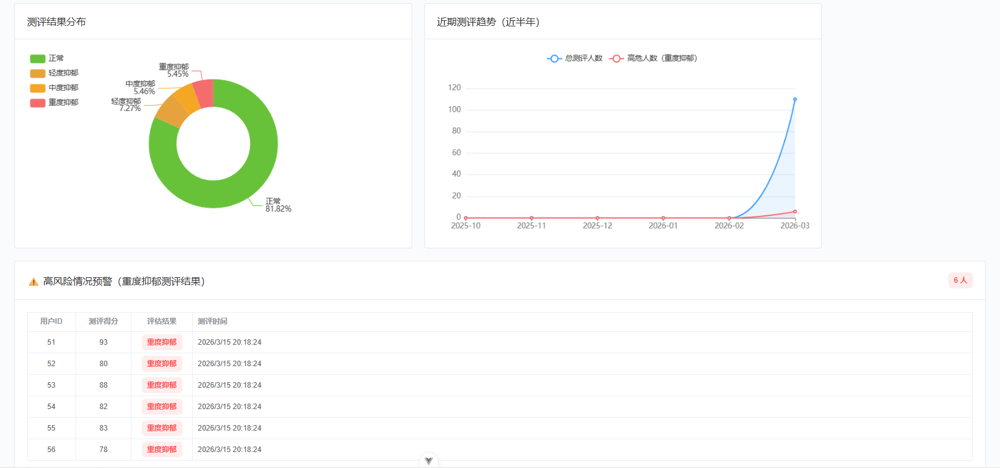 测评结果分布
正常
轻度抑郁
中度抑郁
重度抑郁
重度抑郁
5.45%
中度抑郁
5.46%
轻度抑郁
7.27%
正常
81.82%
近期测评趋势（近半年）
总测评人数 高危人数（重度抑郁）
120
100
80
60
40
20
0
2025-10 2025-11 2025-12 2026-01 2026-02 2026-03
高风险情况预警（重度抑郁测评结果） 6 人
用户ID 测评得分 评估结果 测评时间
51 93 重度抑郁 2026/3/15 20:18:24
52 80 重度抑郁 2026/3/15 20:18:24
53 88 重度抑郁 2026/3/15 20:18:24
54 82 重度抑郁 2026/3/15 20:18:24
55 83 重度抑郁 2026/3/15 20:18:24
56 78 重度抑郁 2026/3/15 20:18:24